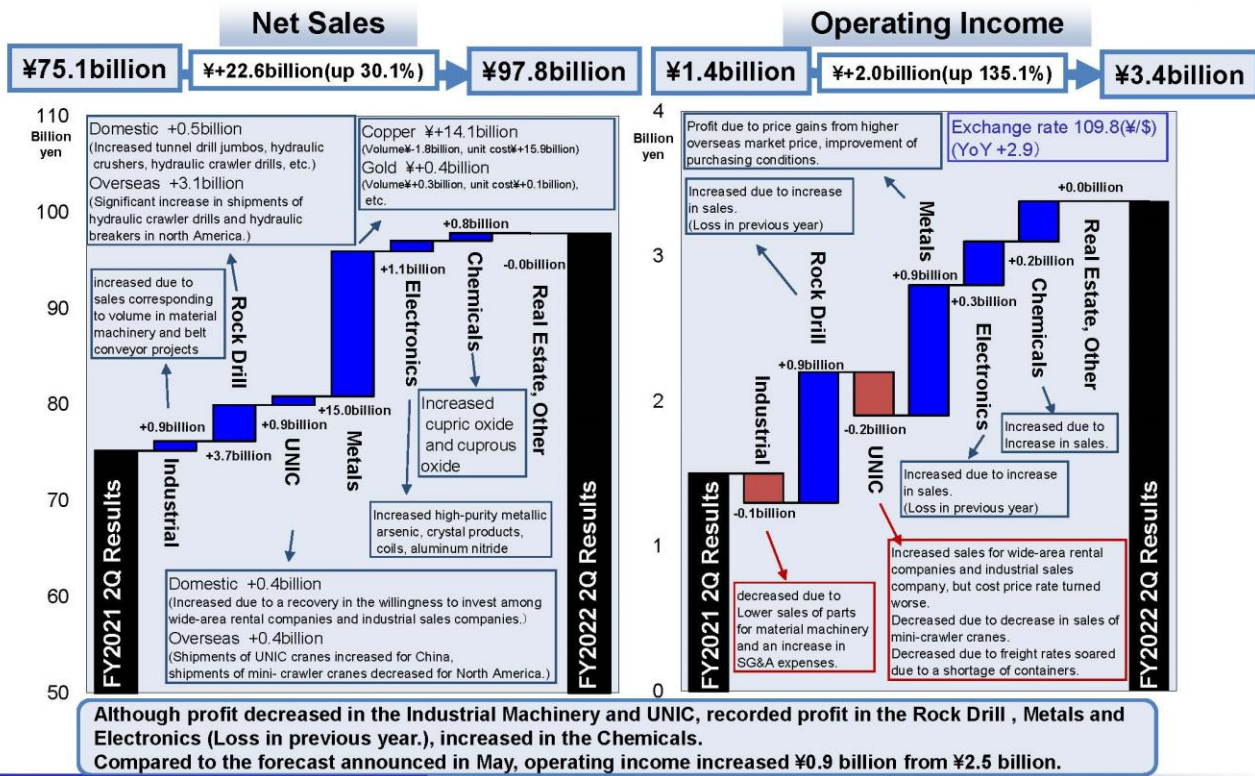 Net Sales
¥75.1billion
¥+22.6billion(up 30.1%)
¥97.8billion
110
Billion
yen
100
90
80
70
60
50
Domestic +0.5billion
(Increased tunnel drill jumbos, hydraulic
crushers, hydraulic crawler drills, etc.)
Overseas +3.1billion
(Significant increase in shipments of
hydraulic crawler drills and hydraulic
breakers in north America.)
Copper ¥+14.1billion
(Volume¥-1.8billion, unit cost¥+15.9billion)
Gold ¥+0.4billion
(Volume¥+0.3billion, unit cost¥+0.1billion),
etc.
increased due to
sales corresponding
to volume in material
machinery and belt
conveyor projects
FY2021 2Q Results
+0.9billion
Industrial
+3.7billion
Rock Drill
+0.9billion
UNIC
+15.0billion
Metals
+1.1billion
Electronics
+0.8billion
Chemicals
-0.0billion
Real Estate, Other
FY2022 2Q Results
Increased
cupric oxide
and cuprous
oxide
Increased high-purity metallic
arsenic, crystal products,
coils, aluminum nitride
Domestic +0.4billion
(Increased due to a recovery in the willingness to invest among
wide-area rental companies and industrial sales companies.)
Overseas +0.4billion
(Shipments of UNIC cranes increased for China,
shipments of mini- crawler cranes decreased for North America.)
Operating Income
¥1.4billion
¥+2.0billion(up 135.1%)
¥3.4billion
4
Billion
yen
3
2
1
0
Profit due to price gains from higher
overseas market price, improvement of
purchasing conditions.
Exchange rate 109.8(¥/$)
(YoY +2.9)
Increased due to increase
in sales.
(Loss in previous year)
FY2021 2Q Results
-0.1billion
Industrial
+0.9billion
Rock Drill
-0.2billion
UNIC
+0.9billion
Metals
+0.3billion
Electronics
+0.2billion
Chemicals
+0.0billion
Real Estate, Other
FY2022 2Q Results
Increased due to
Increase in sales.
Increased due to increase
in sales.
(Loss in previous year)
decreased due to
Lower sales of parts
for material machinery
and an increase in
SG&A expenses.
Increased sales for wide-area rental
companies and industrial sales
company, but cost price rate turned
worse.
Decreased due to decrease in sales of
mini-crawler cranes.
Decreased due to freight rates soared
due to a shortage of containers.
Although profit decreased in the Industrial Machinery and UNIC, recorded profit in the Rock Drill , Metals and
Electronics (Loss in previous year.), increased in the Chemicals.
Compared to the forecast announced in May, operating income increased ¥0.9 billion from ¥2.5 billion.